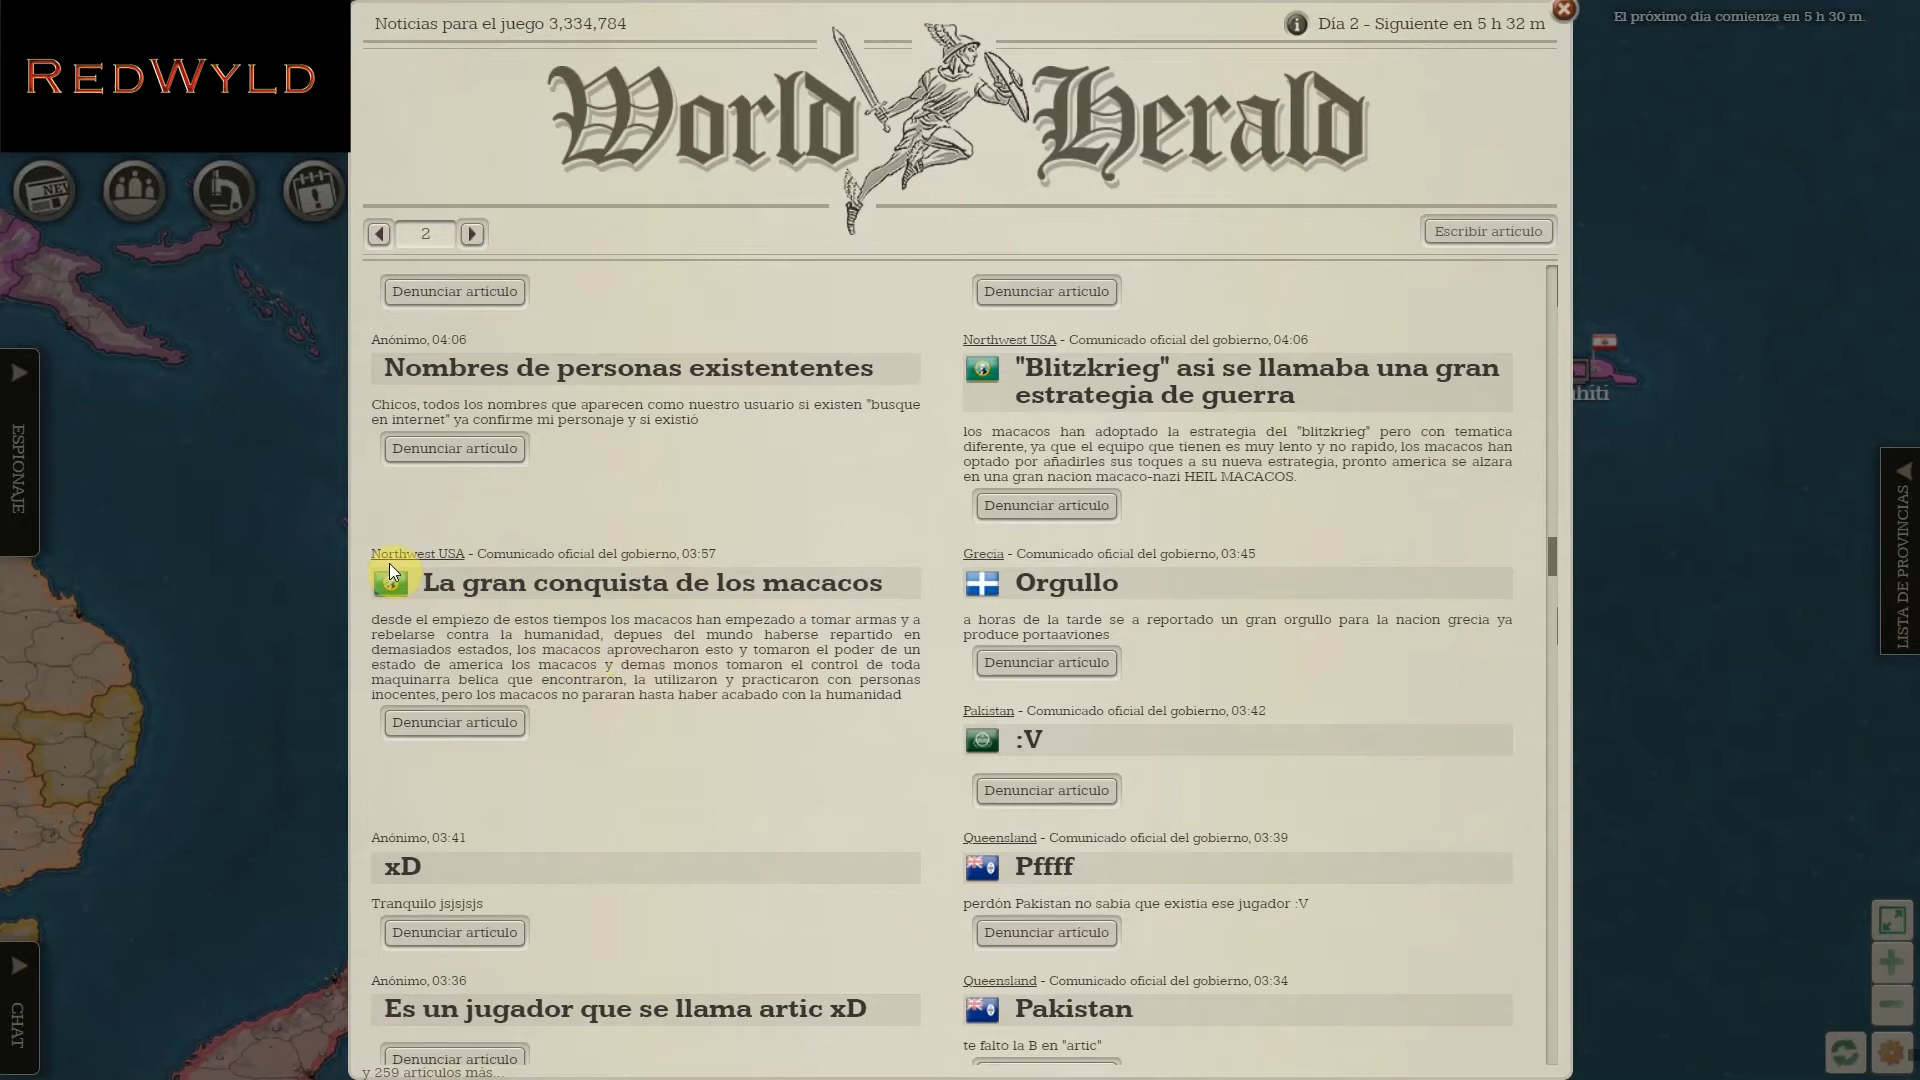 REDWYLD
Noticias para el juego 3,334,784
Día 2 - Siguiente en 5 h 32 m
El próximo día comienza en 5 h 30 m.
World Herald
NEW
2
Escribir artículo
Denunciar artículo
Denunciar artículo
Anónimo, 04:06
Nombres de personas existententes
Chicos, todos los nombres que aparecen como nuestro usuario si existen "busque
en internet" ya confirme mi personaje y si existió
Denunciar artículo
Northwest USA - Comunicado oficial del gobierno, 04:06
"Blitzkrieg" asi se llamaba una gran
estrategia de guerra
los macacos han adoptado la estrategia del "blitzkrieg" pero con tematica
diferente, ya que el equipo que tienen es muy lento y no rapido, los macacos han
optado por añadirles sus toques a su nueva estrategia, pronto america se alzara
en una gran nacion macaco-nazi HEIL MACACOS.
Denunciar artículo
Northwest USA - Comunicado oficial del gobierno, 03:57
La gran conquista de los macacos
desde el empiezo de estos tiempos los macacos han empezado a tomar armas y a
rebelarse contra la humanidad, depues del mundo haberse repartido en
demasiados estados, los macacos aprovecharon esto y tomaron el poder de un
estado de america los macacos y demas monos tomaron el control de toda
maquinarra belica que encontraron, la utilizaron y practicaron con personas
inocentes, pero los macacos no pararan hasta haber acabado con la humanidad
Denunciar artículo
Grecia - Comunicado oficial del gobierno, 03:45
Orgullo
a horas de la tarde se a reportado un gran orgullo para la nacion grecia ya
produce portaaviones
Denunciar artículo
Pakistan - Comunicado oficial del gobierno, 03:42
:V
Denunciar artículo
Anónimo, 03:41
xD
Tranquilo jsjsjsjs
Denunciar artículo
Queensland - Comunicado oficial del gobierno, 03:39
Pffff
perdón Pakistan no sabia que existia ese jugador :V
Denunciar artículo
Anónimo, 03:36
Es un jugador que se llama artic xD
Denunciar artículo
Queensland - Comunicado oficial del gobierno, 03:34
Pakistan
te falto la B en "artic"
y 259 artículos más...
ESPIONAJE
CHAT
LISTA DE PROVINCIAS